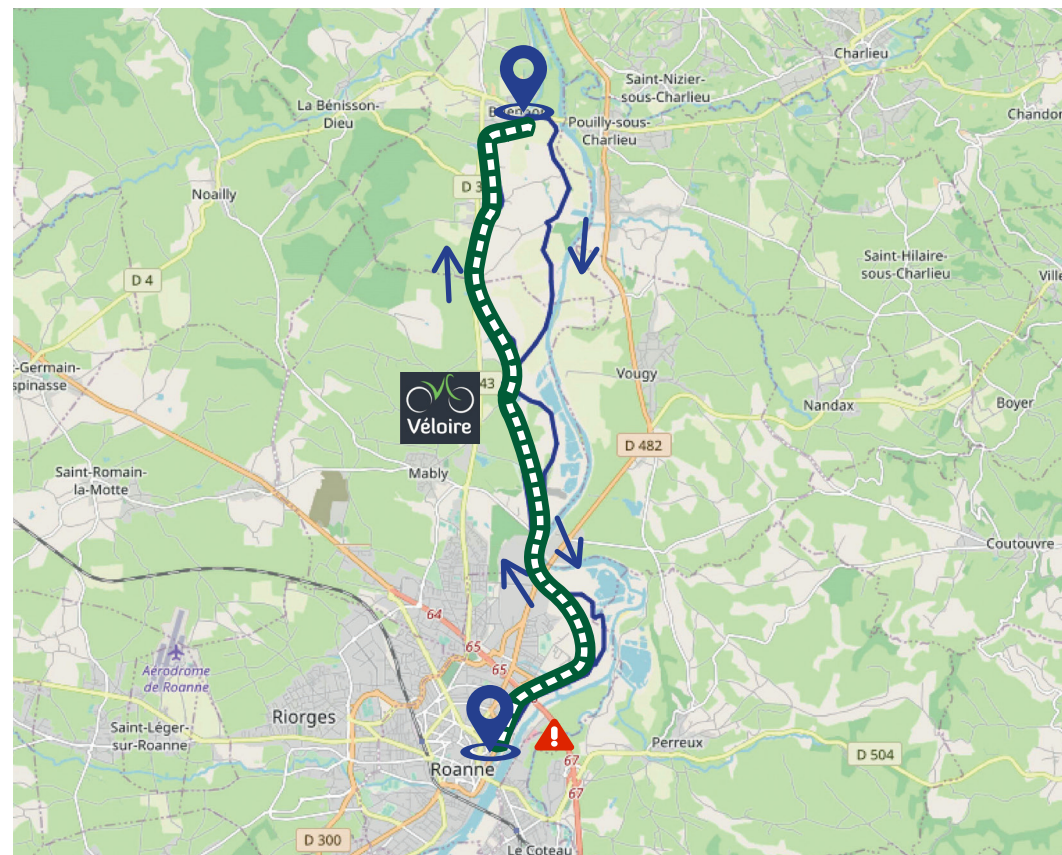 Charlieu
Saint-Nizier-
sous-Charlieu
La Bénisson-
Dieu
Chandon
Pouilly-sous-
Charlieu
D 3
Noailly
Saint-Hilaire-
sous-Charlieu
Ville
D 4
-Germain-
spinasse
Vougy
43
Véloire
Nandax
Boyer
D 482
Saint-Romain-
la-Motte
Mably
Coutouvre
64
65
65
Aérodrome
de Roanne
Riorges
Saint-Léger-
sur-Roanne
Perreux
D 504
67
Roanne
67
D 300
Le Coteau